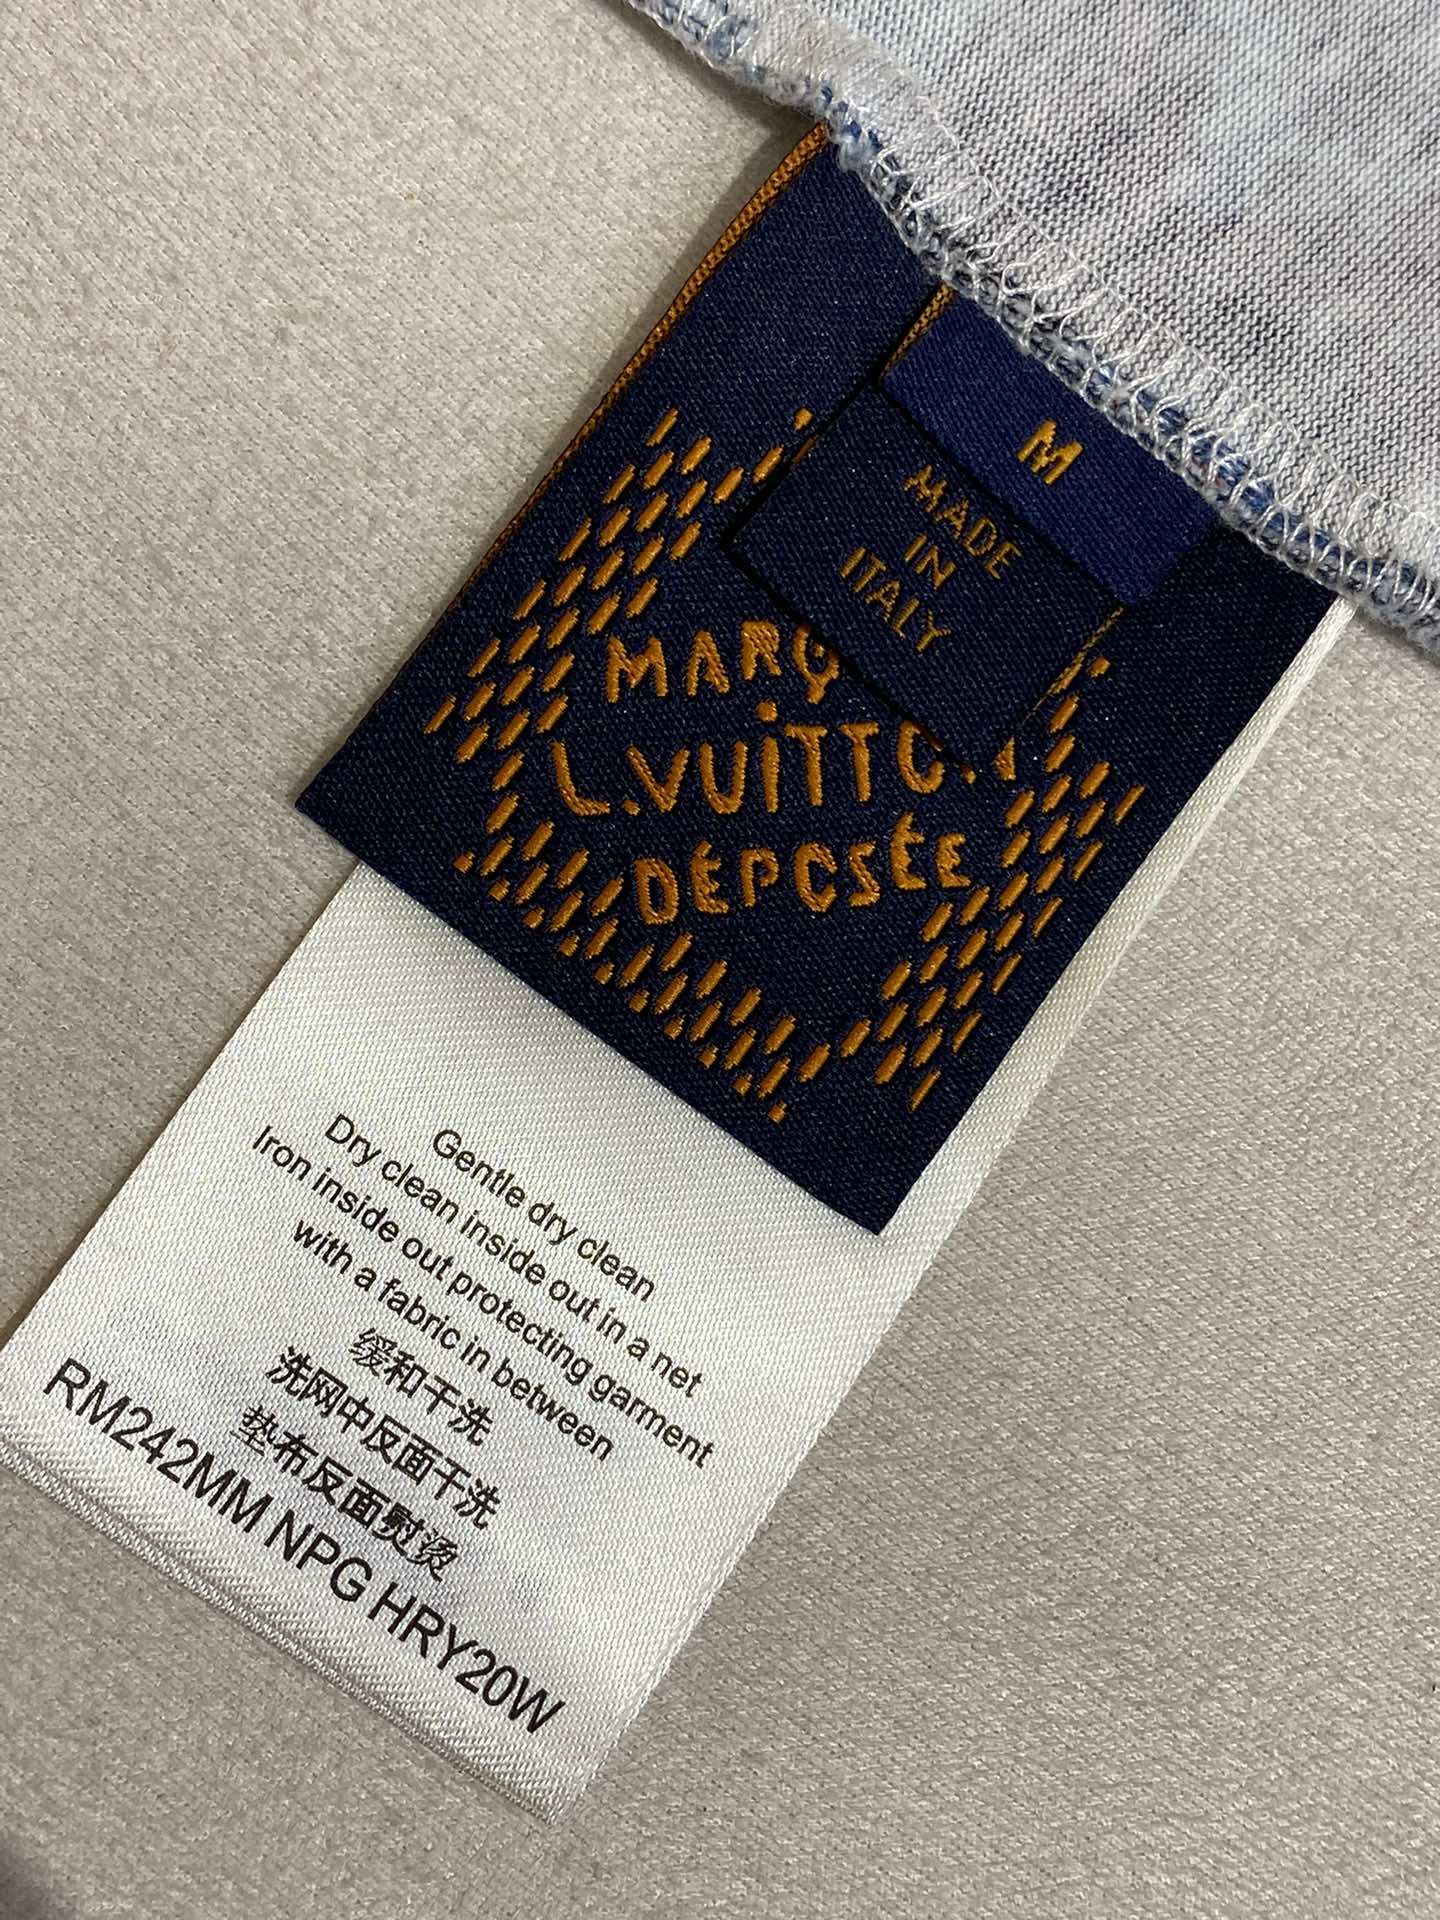 M
MADE
IN
ITALY
L.VUITTON
DÉPOSÉE
Gentle dry clean
Dry clean inside out in a net
Iron inside out protecting garment
with a fabric in between
缓和干洗
洗网中反面干洗
垫布反面熨烫
RM242MM NPG HRY20W